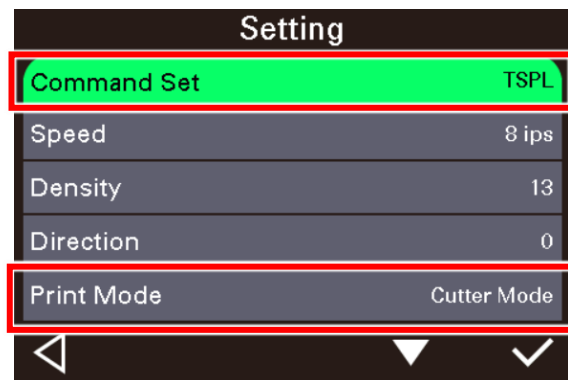 Setting
Command Set TSPL
Speed 8 ips
Density 13
Direction 0
Print Mode Cutter Mode